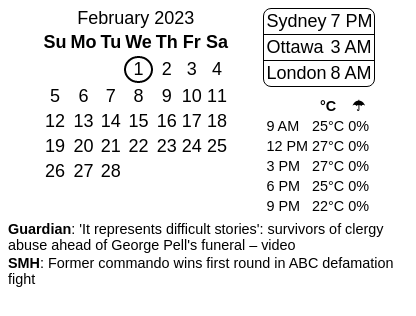 February 2023
Su Mo Tu We Th Fr Sa
1 2 3 4
5 6 7 8 9 10 11
12 13 14 15 16 17 18
19 20 21 22 23 24 25
26 27 28
Sydney 7 PM
Ottawa 3 AM
London 8 AM
°C ☂
9 AM 25°C 0%
12 PM 27°C 0%
3 PM 27°C 0%
6 PM 25°C 0%
9 PM 22°C 0%
Guardian: 'It represents difficult stories': survivors of clergy
abuse ahead of George Pell's funeral – video
SMH: Former commando wins first round in ABC defamation
fight